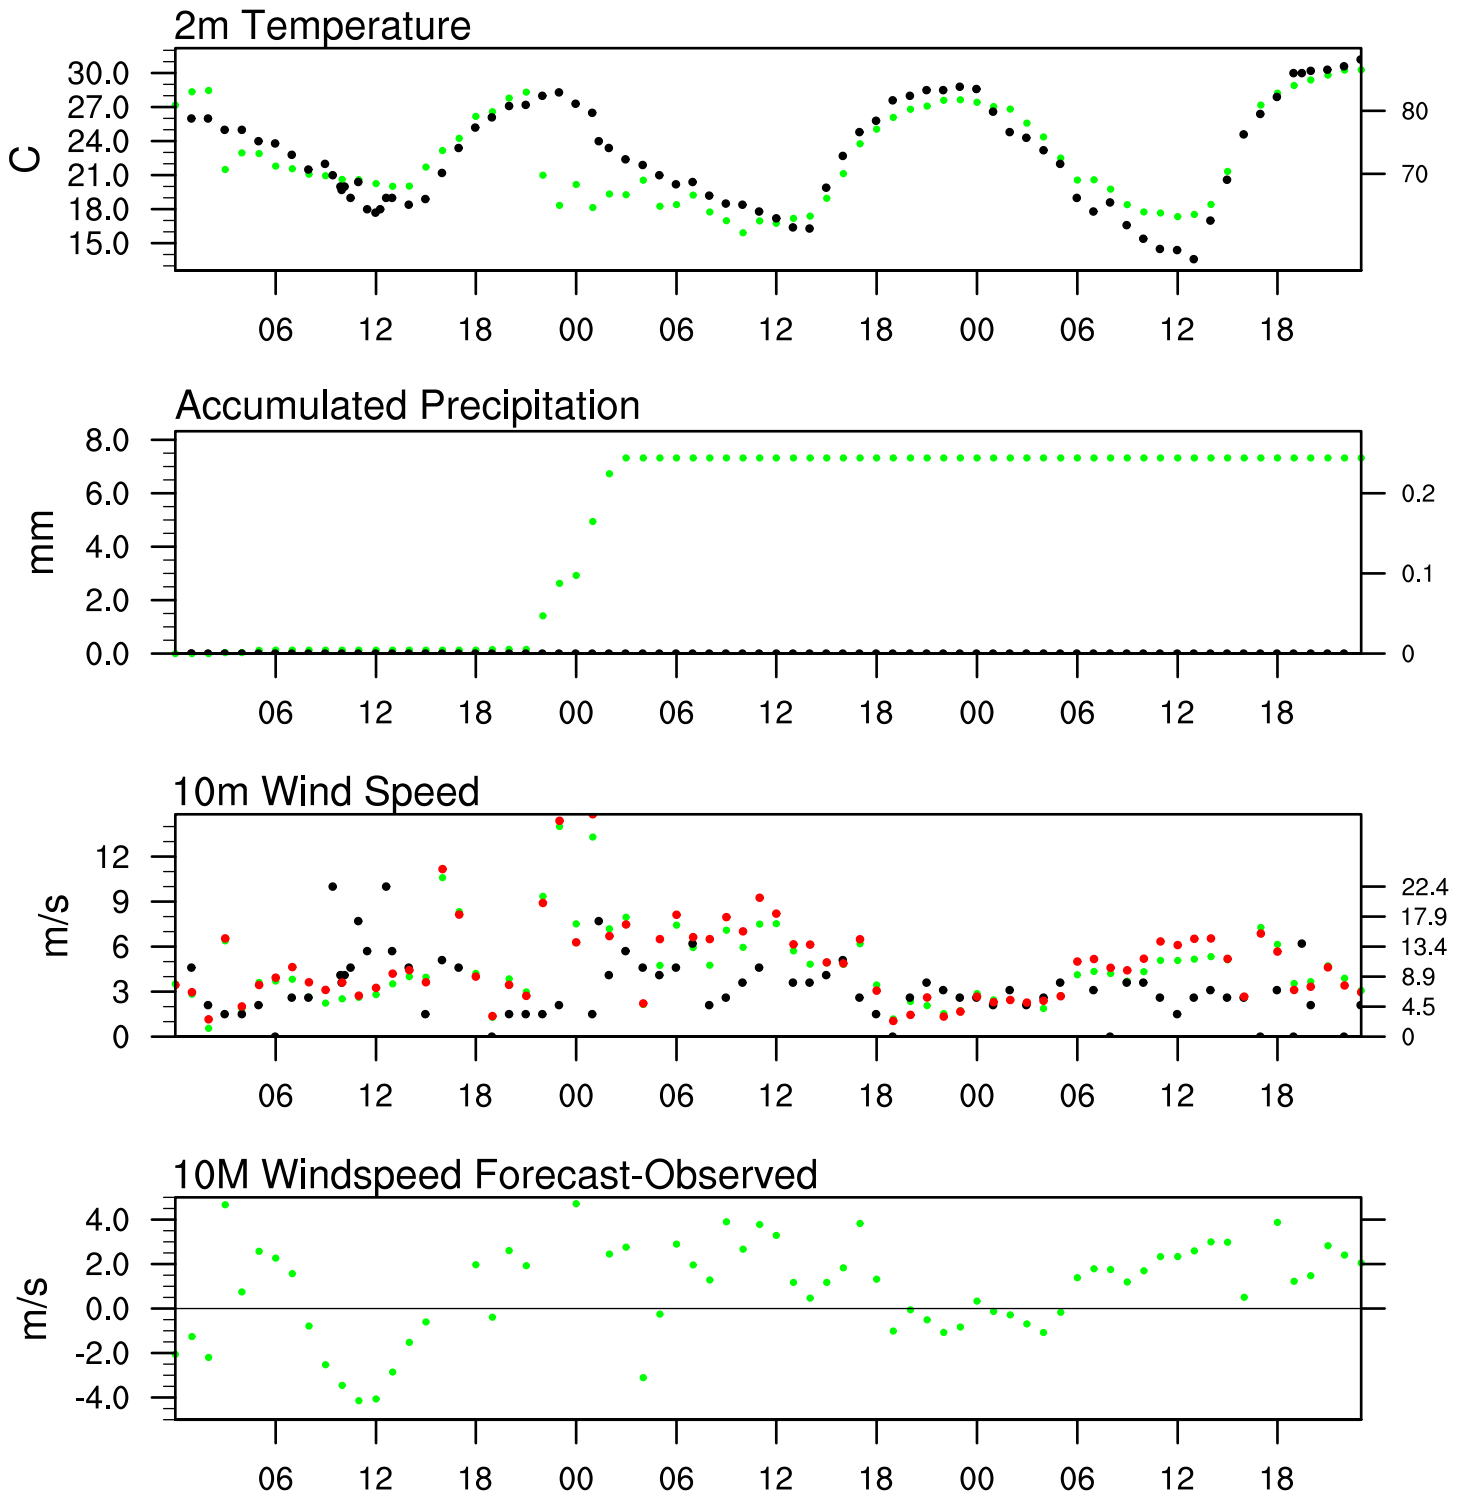 2m Temperature
30.0
27.0
24.0
21.0
18.0
15.0
C
80
70
06 12 18 00 06 12 18 00 06 12 18
Accumulated Precipitation
8.0
6.0
4.0
2.0
0.0
mm
0.2
0.1
0
06 12 18 00 06 12 18 00 06 12 18
10m Wind Speed
12
9
6
3
0
m/s
22.4
17.9
13.4
8.9
4.5
0
06 12 18 00 06 12 18 00 06 12 18
10M Windspeed Forecast-Observed
4.0
2.0
0.0
-2.0
-4.0
m/s
06 12 18 00 06 12 18 00 06 12 18